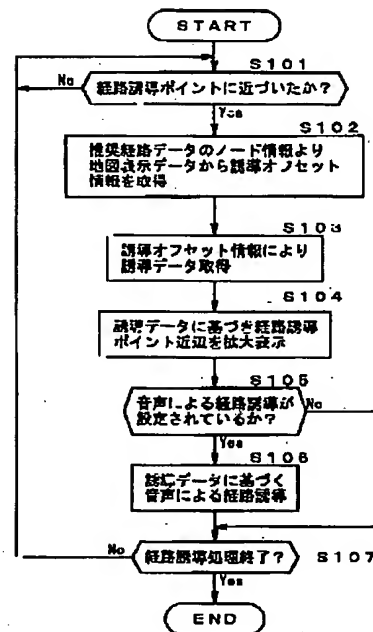 START
S101
No
経路誘導ポイントに近づいたか?
Yes
S102
推奨経路データのノード情報より
地図表示データから誘導オフセット
情報を取得
S103
誘導オフセット情報により
誘導データ取得
S104
誘導データに基づき経路誘導
ポイント近辺を拡大表示
S105
音声による経路誘導が
設定されているか?
No
Yes
S106
誘導データに基づく
音声による経路誘導
No
経路誘導処理終了?
S107
Yes
END